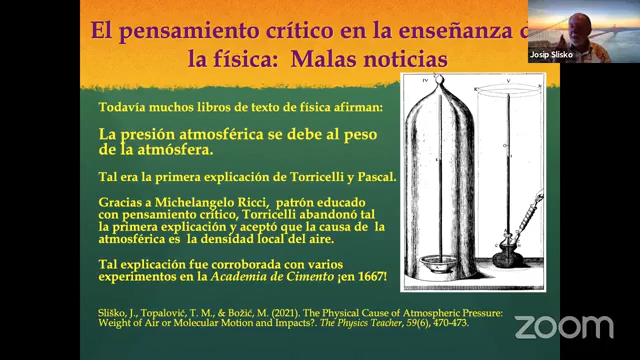 El pensamiento crítico en la enseñanza
la física: Malas noticias
Josip Slisko
Todavía muchos libros de texto de física afirman:
La presión atmosférica se debe al peso
de la atmósfera.
Tal era la primera explicación de Torricelli y Pascal.
Gracias a Michelangelo Ricci, patrón educado
con pensamiento crítico, Torricelli abandonó tal
la primera explicación y aceptó que la causa de la
atmosférica es la densidad local del aire.
Tal explicación fue corroborada con varios
experimentos en la Academia de Cimento ¡en 1667!
Sliško, J., Topalović, T. M., & Božić, M. (2021). The Physical Cause of Atmospheric Pressure:
Weight of Air or Molecular Motion and Impacts?. The Physics Teacher, 59(6), 470-473.
IV
V
zoom